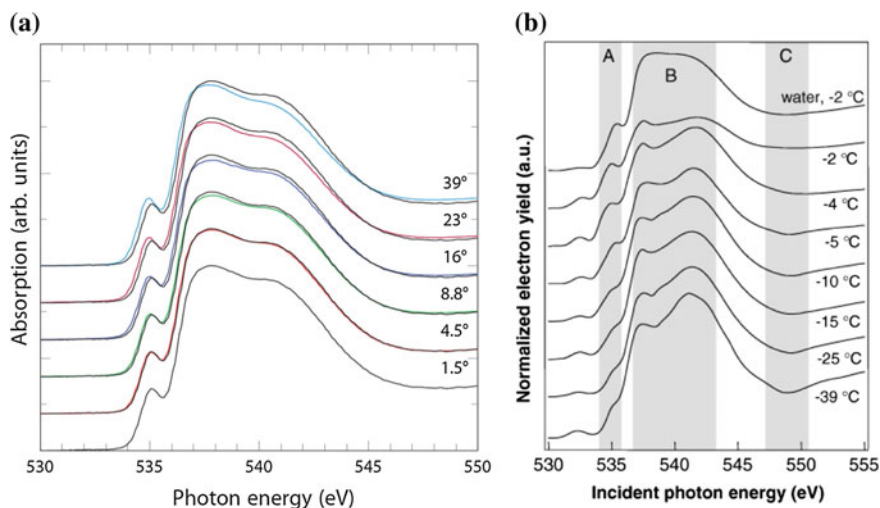 (a)
Absorption (arb. units)
39°
23°
16°
8.8°
4.5°
1.5°
530
535
540
545
550
Photon energy (eV)
(b)
Normalized electron yield (a.u.)
A
B
C
water, -2 °C
-2 °C
-4 °C
-5 °C
-10 °C
-15 °C
-25 °C
-39 °C
530
535
540
545
550
555
Incident photon energy (eV)